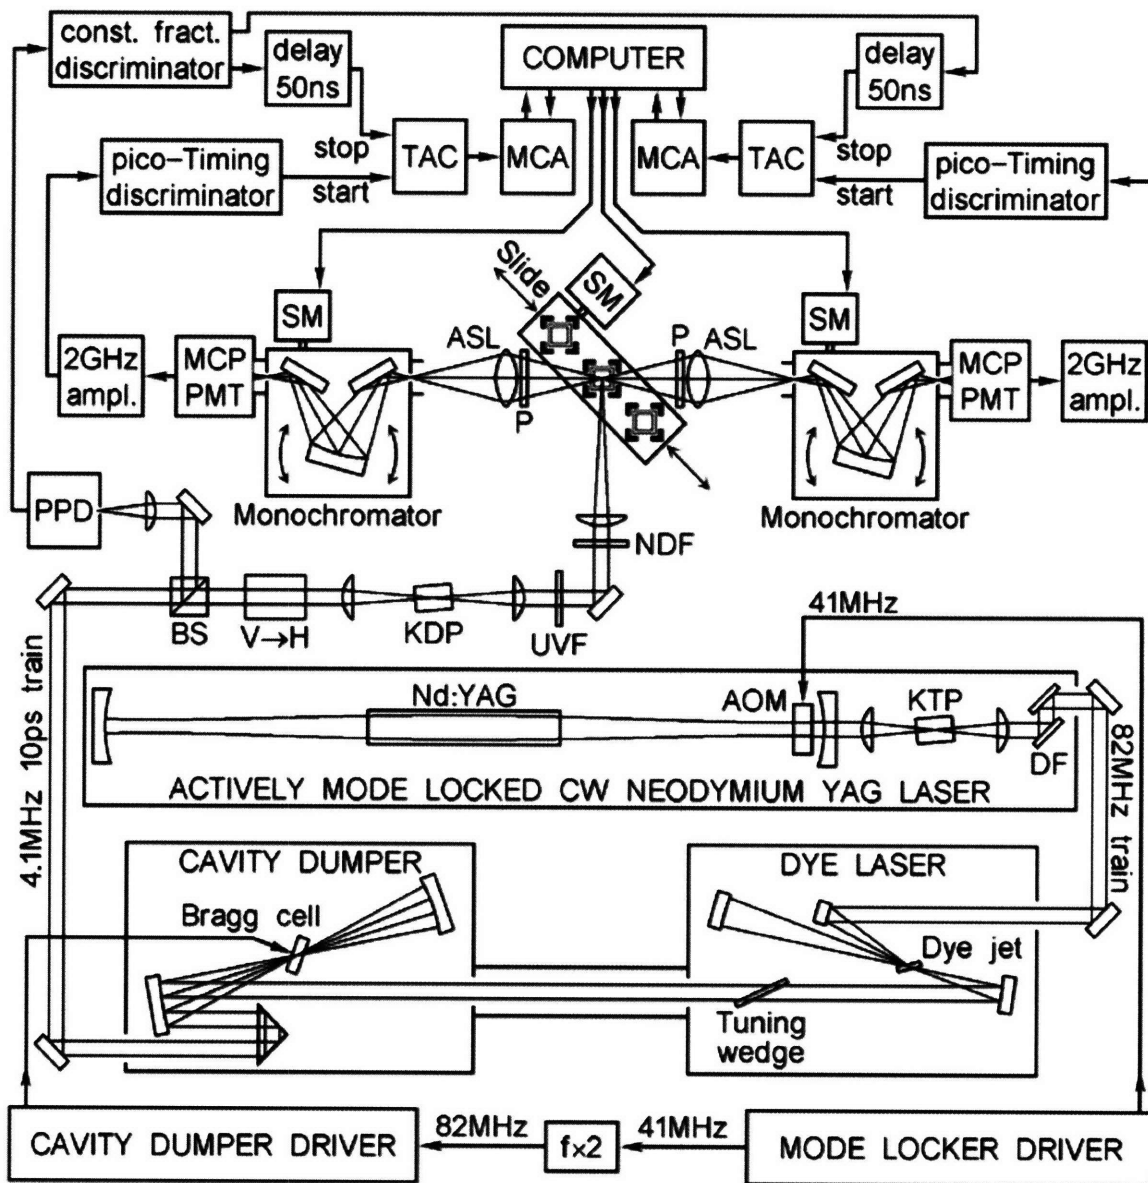 const. fract.
discriminator
delay
50ns
COMPUTER
delay
50ns
pico-Timing
discriminator
stop
start
TAC
MCA
MCA
TAC
stop
start
pico-Timing
discriminator
Slide
SM
SM
SM
2GHz
ampl.
MCP
PMT
ASL
P
P
ASL
MCP
PMT
2GHz
ampl.
Monochromator
Monochromator
PPD
NDF
BS
V→H
KDP
UVF
41MHz
4.1MHz 10ps train
Nd:YAG
AOM
KTP
DF
82MHz train
ACTIVELY MODE LOCKED CW NEODYMIUM YAG LASER
CAVITY DUMPER
Bragg cell
DYE LASER
Dye jet
Tuning
wedge
CAVITY DUMPER DRIVER
82MHz
f×2
41MHz
MODE LOCKER DRIVER